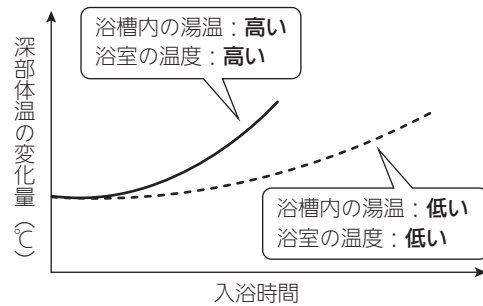 浴槽内の湯温：高い
浴室の温度：高い
深部体温の変化量（℃）
浴槽内の湯温：低い
浴室の温度：低い
入浴時間